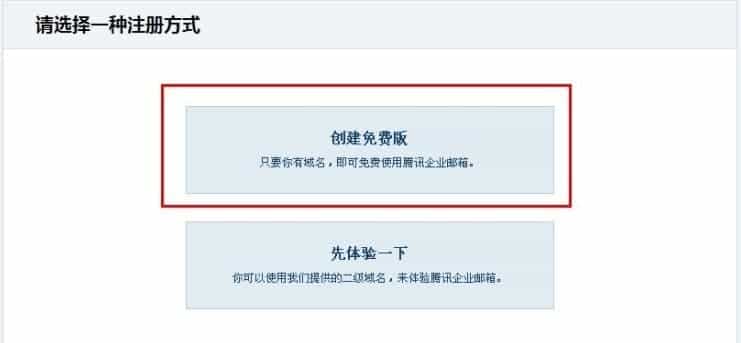 请选择一种注册方式
创建免费版
只要你有域名，即可免费使用腾讯企业邮箱。
先体验一下
你可以使用我们提供的二级域名，来体验腾讯企业邮箱。